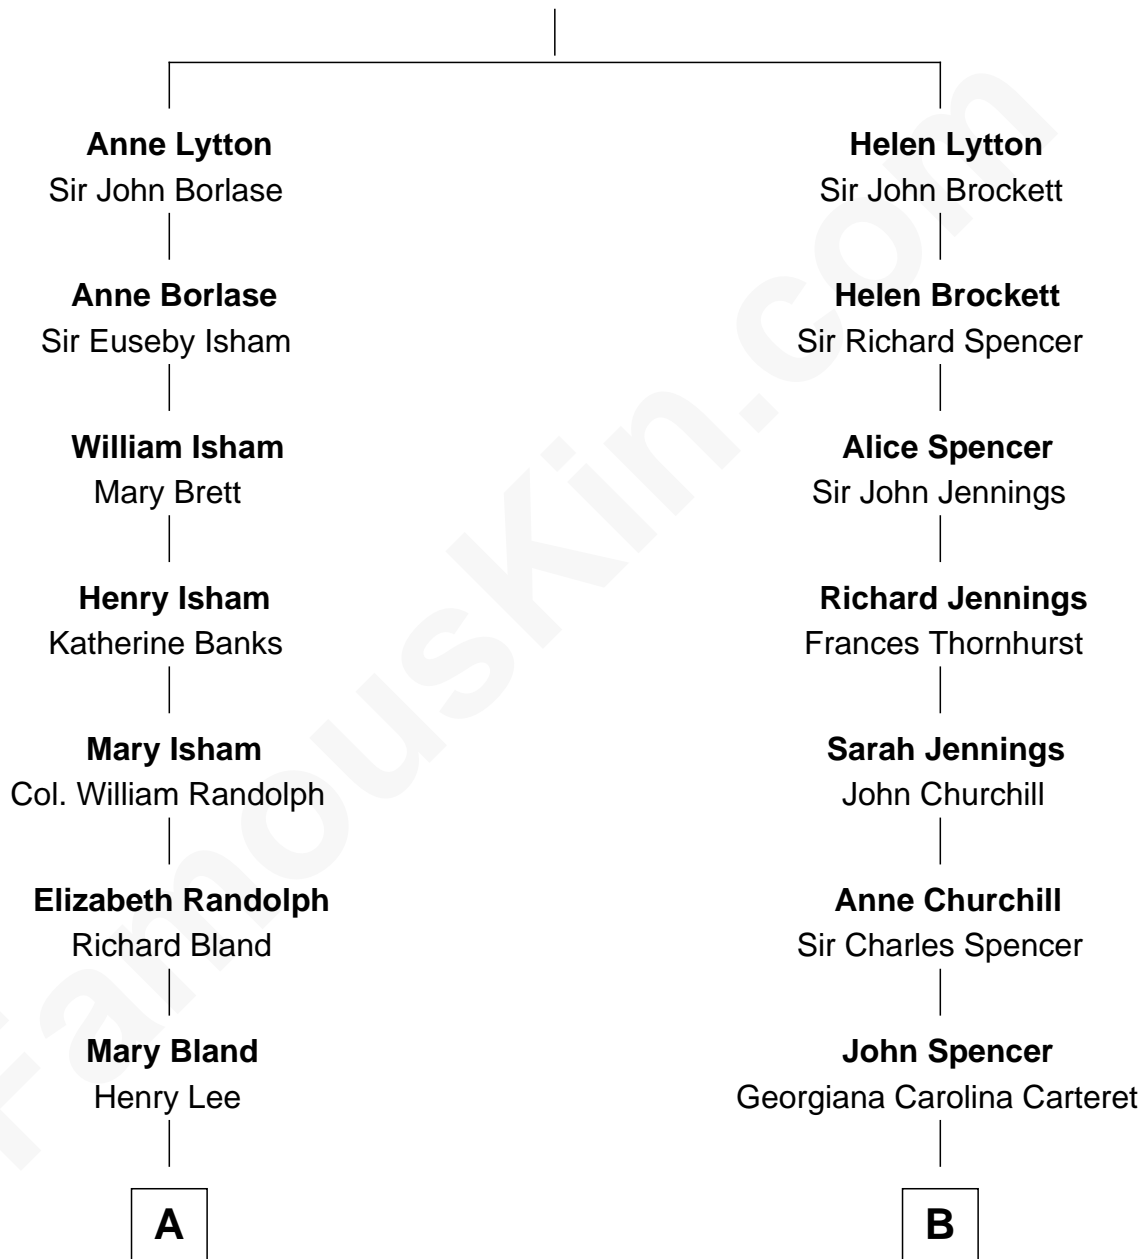 Anne Lytton
Sir John Borlase
Helen Lytton
Sir John Brockett
Anne Borlase
Sir Euseby Isham
Helen Brockett
Sir Richard Spencer
William Isham
Mary Brett
Alice Spencer
Sir John Jennings
Henry Isham
Katherine Banks
Richard Jennings
Frances Thornhurst
Mary Isham
Col. William Randolph
Sarah Jennings
John Churchill
Elizabeth Randolph
Richard Bland
Anne Churchill
Sir Charles Spencer
Mary Bland
Henry Lee
John Spencer
Georgiana Carolina Carteret
A
B
FamousKin.com